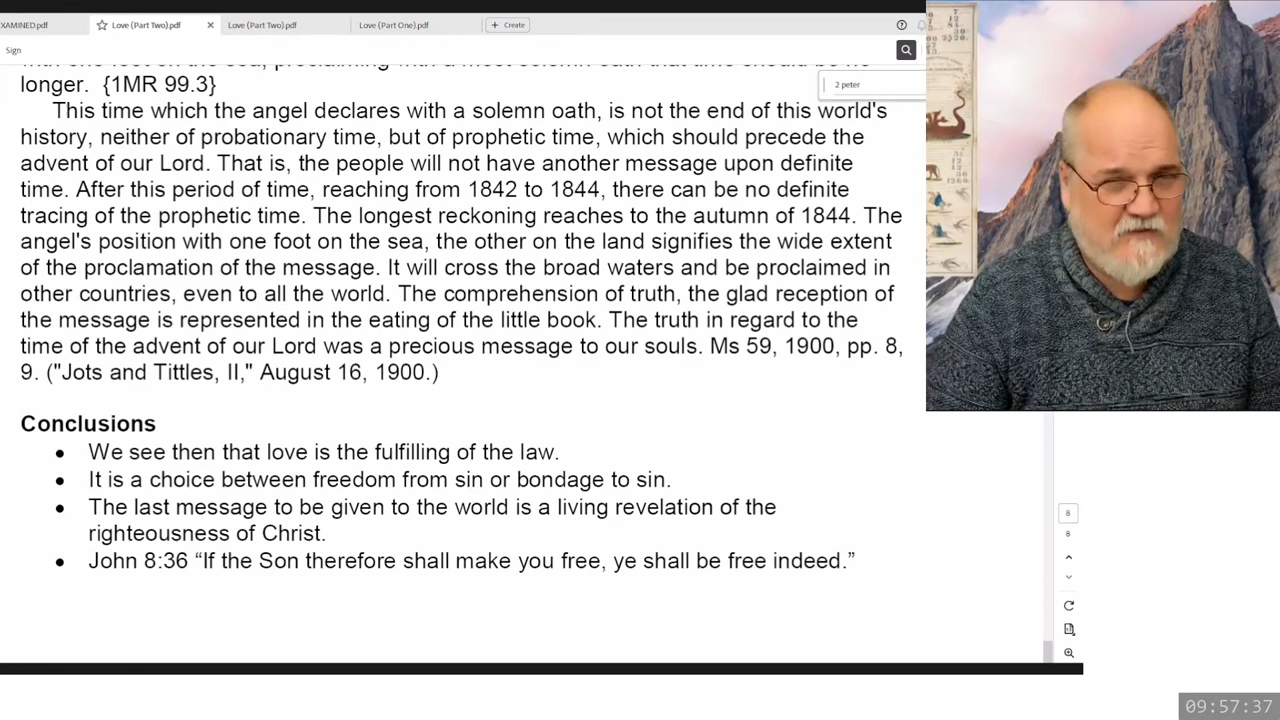 XAMINED.pdf
Love (Part Two).pdf
Love (Part Two).pdf
Love (Part One).pdf
+ Create
Sign
2 peter
longer. {1MR 99.3}
This time which the angel declares with a solemn oath, is not the end of this world's
history, neither of probationary time, but of prophetic time, which should precede the
advent of our Lord. That is, the people will not have another message upon definite
time. After this period of time, reaching from 1842 to 1844, there can be no definite
tracing of the prophetic time. The longest reckoning reaches to the autumn of 1844. The
angel's position with one foot on the sea, the other on the land signifies the wide extent
of the proclamation of the message. It will cross the broad waters and be proclaimed in
other countries, even to all the world. The comprehension of truth, the glad reception of
the message is represented in the eating of the little book. The truth in regard to the
time of the advent of our Lord was a precious message to our souls. Ms 59, 1900, pp. 8,
9. ("Jots and Tittles, II," August 16, 1900.)
Conclusions
• We see then that love is the fulfilling of the law.
• It is a choice between freedom from sin or bondage to sin.
• The last message to be given to the world is a living revelation of the
righteousness of Christ.
• John 8:36 “If the Son therefore shall make you free, ye shall be free indeed.”
8
8
09:57:37